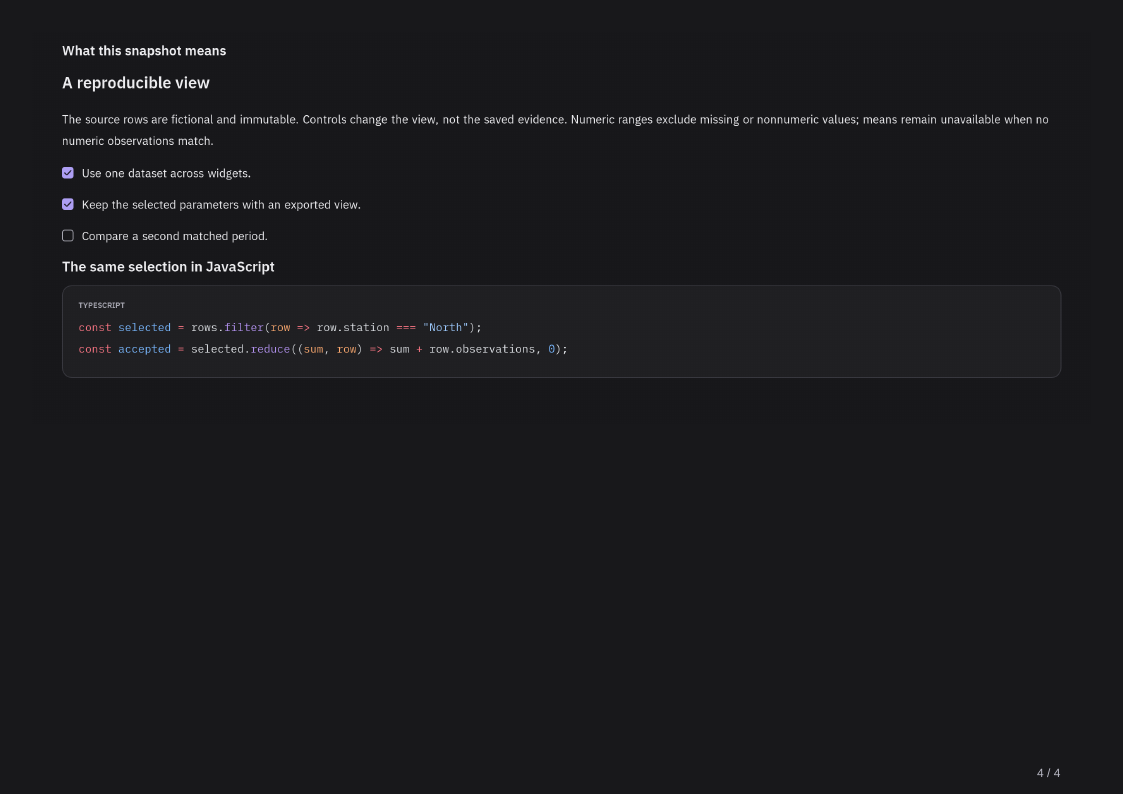 What this snapshot means
A reproducible view
The source rows are fictional and immutable. Controls change the view, not the saved evidence. Numeric ranges exclude missing or nonnumeric values; means remain unavailable when no
numeric observations match.
Use one dataset across widgets.
Keep the selected parameters with an exported view.
Compare a second matched period.
The same selection in JavaScript
TYPESCRIPT
const selected = rows.filter(row => row.station === "North");
const accepted = selected.reduce((sum, row) => sum + row.observations, 0);
4 / 4